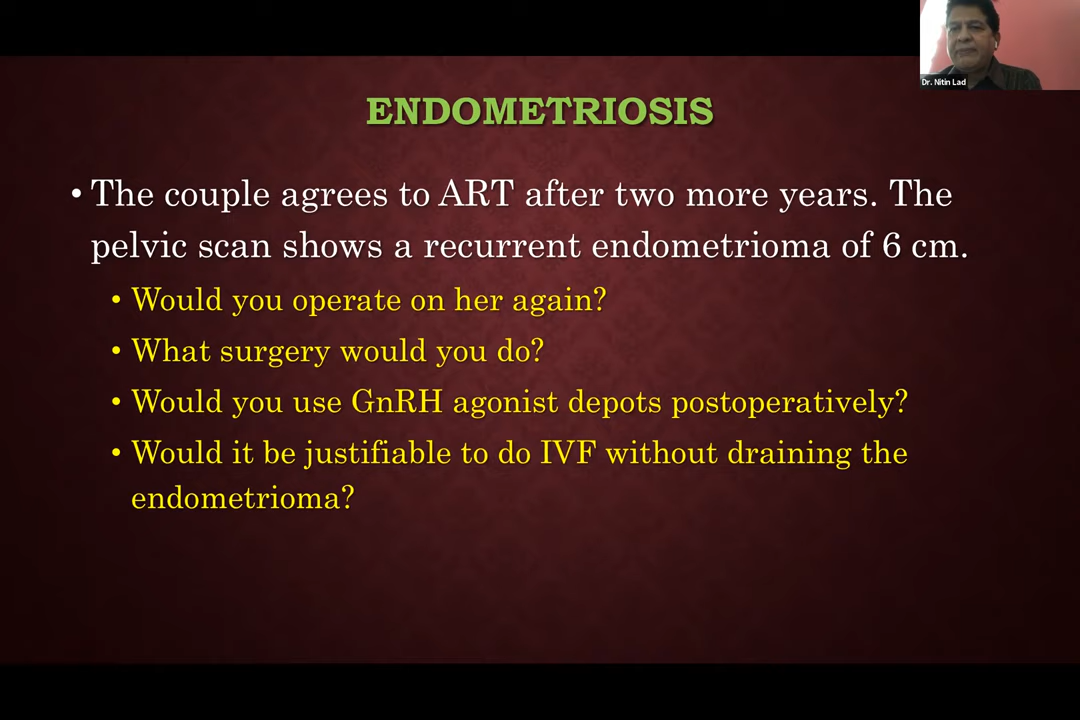 Dr. Nitin Lad
ENDOMETRIOSIS
• The couple agrees to ART after two more years. The
pelvic scan shows a recurrent endometrioma of 6 cm.
• Would you operate on her again?
• What surgery would you do?
• Would you use GnRH agonist depots postoperatively?
• Would it be justifiable to do IVF without draining the
endometrioma?